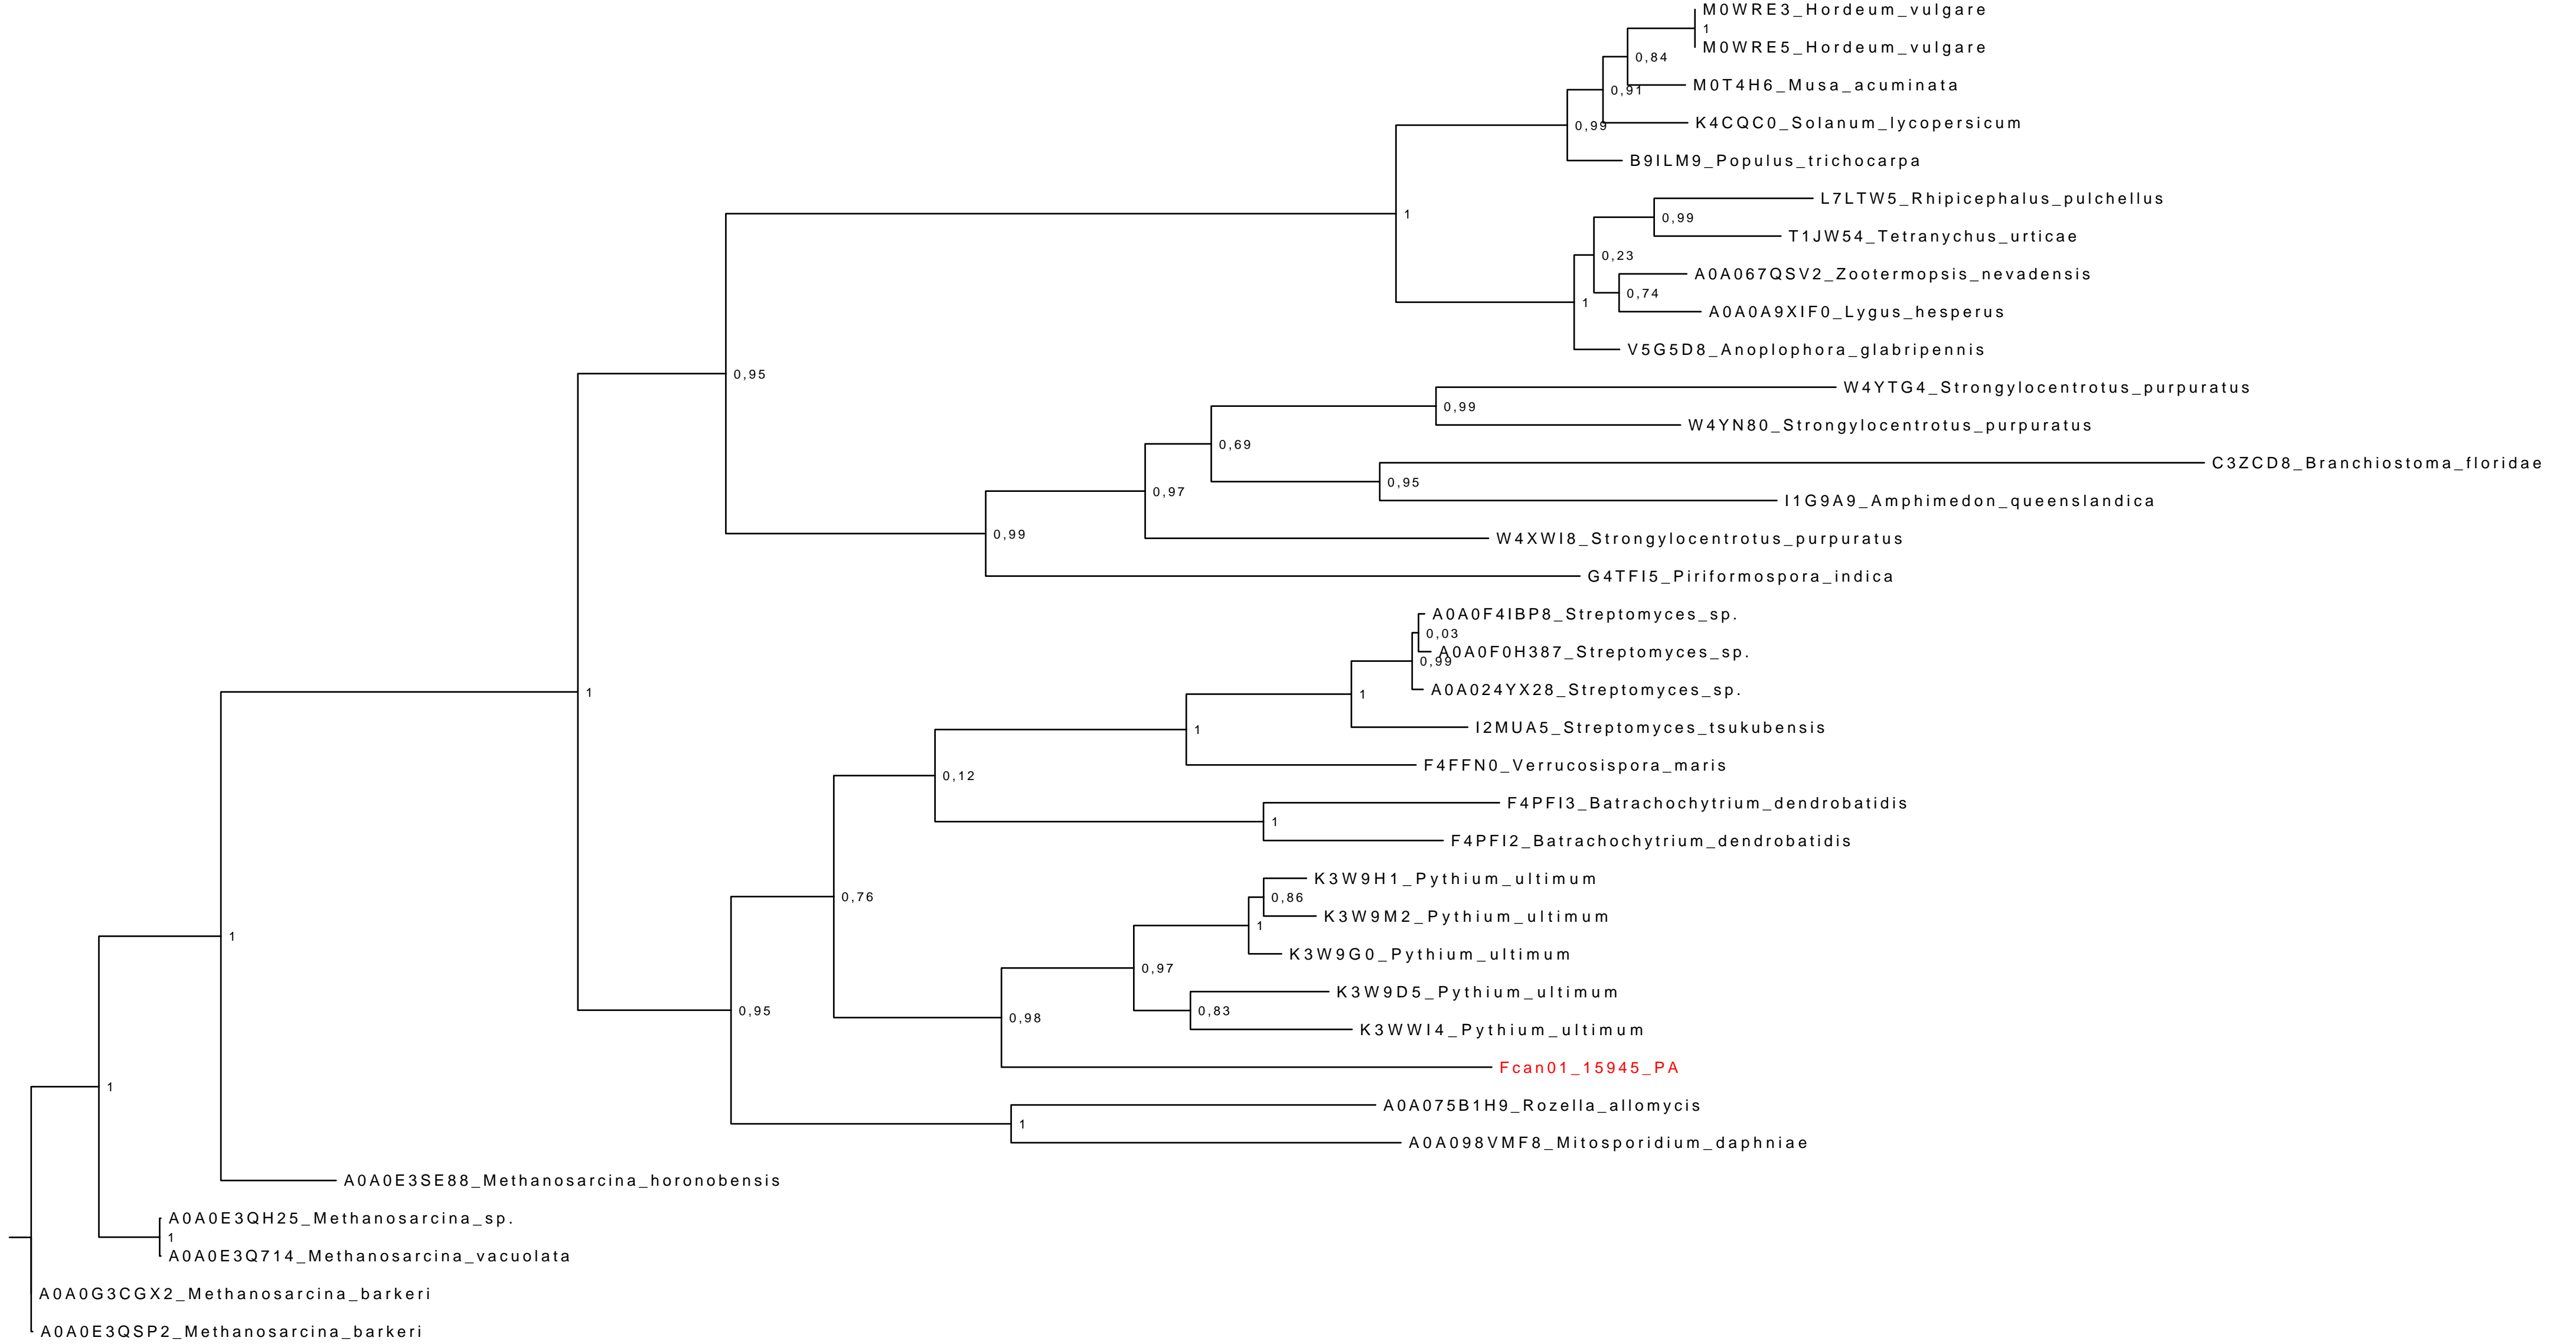 M0WRE3_Hordeum_vulgare
1
M0WRE5_Hordeum_vulgare
0,84
M0T4H6_Musa_acuminata
0,91
K4CQC0_Solanum_lycopersicum
0,99
B9ILM9_Populus_trichocarpa
L7LTW5_Rhipicephalus_pulchellus
1
0,99
T1JW54_Tetranychus_urticae
0,23
A0A067QSV2_Zootermopsis_nevadensis
0,74
1
A0A0A9XIF0_Lygus_hesperus
V5G5D8_Anoplophora_glabripennis
0,95
W4YTG4_Strongylocentrotus_purpuratus
0,99
W4YN80_Strongylocentrotus_purpuratus
0,69
C3ZCD8_Branchiostoma_floridae
0,95
0,97
I1G9A9_Amphimedon_queenslandica
0,99
W4XWI8_Strongylocentrotus_purpuratus
G4TFI5_Piriformospora_indica
A0A0F4IBP8_Streptomyces_sp.
0,03
A0A0F0H387_Streptomyces_sp.
0,99
A0A024YX28_Streptomyces_sp.
1
1
I2MUA5_Streptomyces_tsukubensis
1
F4FFN0_Verrucosispora_maris
0,12
F4PFI3_Batrachochytrium_dendrobatidis
1
F4PFI2_Batrachochytrium_dendrobatidis
K3W9H1_Pythium_ultimum
0,76
0,86
K3W9M2_Pythium_ultimum
1
1
K3W9G0_Pythium_ultimum
0,97
K3W9D5_Pythium_ultimum
0,95
0,83
0,98
K3WWI4_Pythium_ultimum
Fcan01_15945_PA
1
A0A075B1H9_Rozella_allomycis
1
A0A098VMF8_Mitosporidium_daphniae
A0A0E3SE88_Methanosarcina_horonobensis
A0A0E3QH25_Methanosarcina_sp.
1
A0A0E3Q714_Methanosarcina_vacuolata
A0A0G3CGX2_Methanosarcina_barkeri
A0A0E3QSP2_Methanosarcina_barkeri